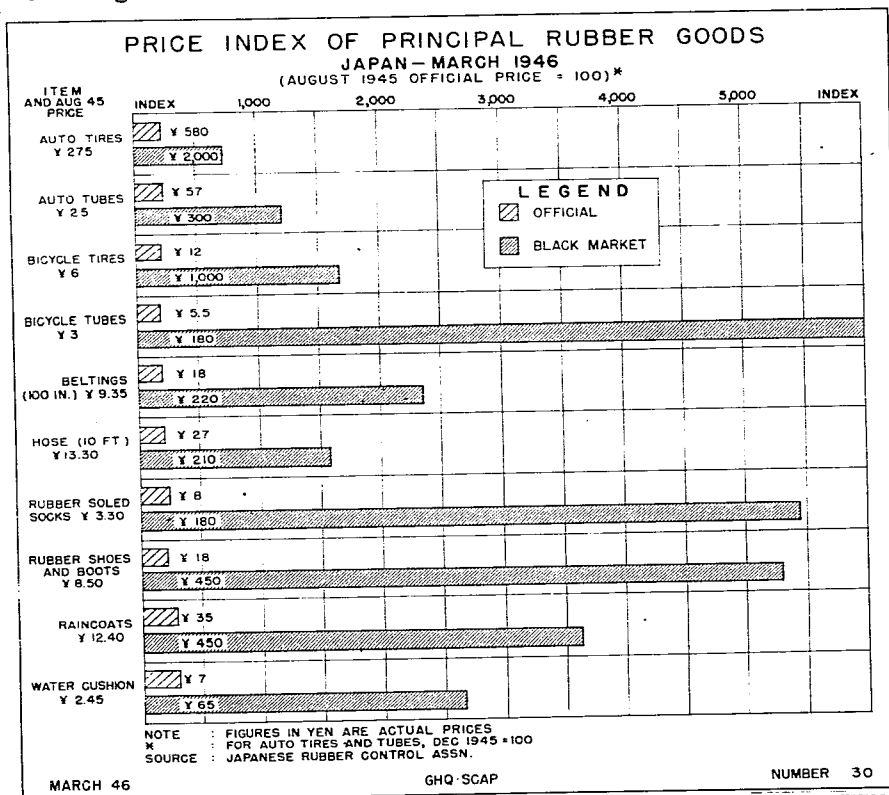 PRICE INDEX OF PRINCIPAL RUBBER GOODS
JAPAN — MARCH 1946
(AUGUST 1945 OFFICIAL PRICE = 100)*
ITEM
AND AUG 45
PRICE
INDEX 1,000 2,000 3,000 4,000 5,000 INDEX
AUTO TIRES
¥ 275
¥ 580
¥ 2,000
AUTO TUBES
¥ 25
¥ 57
¥ 300
LEGEND
OFFICIAL
BLACK MARKET
BICYCLE TIRES
¥ 6
¥ 12
¥ 1,000
BICYCLE TUBES
¥ 3
¥ 5.5
¥ 180
BELTINGS
(100 IN.) ¥ 9.35
¥ 18
¥ 220
HOSE (10 FT)
¥13.30
¥ 27
¥ 210
RUBBER SOLED
SOCKS ¥ 3.30
¥ 8
¥ 180
RUBBER SHOES
AND BOOTS
¥ 8.50
¥ 18
¥ 450
RAINCOATS
¥ 12.40
¥ 35
¥ 450
WATER CUSHION
¥ 2.45
¥ 7
¥ 65
NOTE : FIGURES IN YEN ARE ACTUAL PRICES
* : FOR AUTO TIRES AND TUBES, DEC 1945=100
SOURCE : JAPANESE RUBBER CONTROL ASSN.
MARCH 46 GHQ-SCAP NUMBER 30